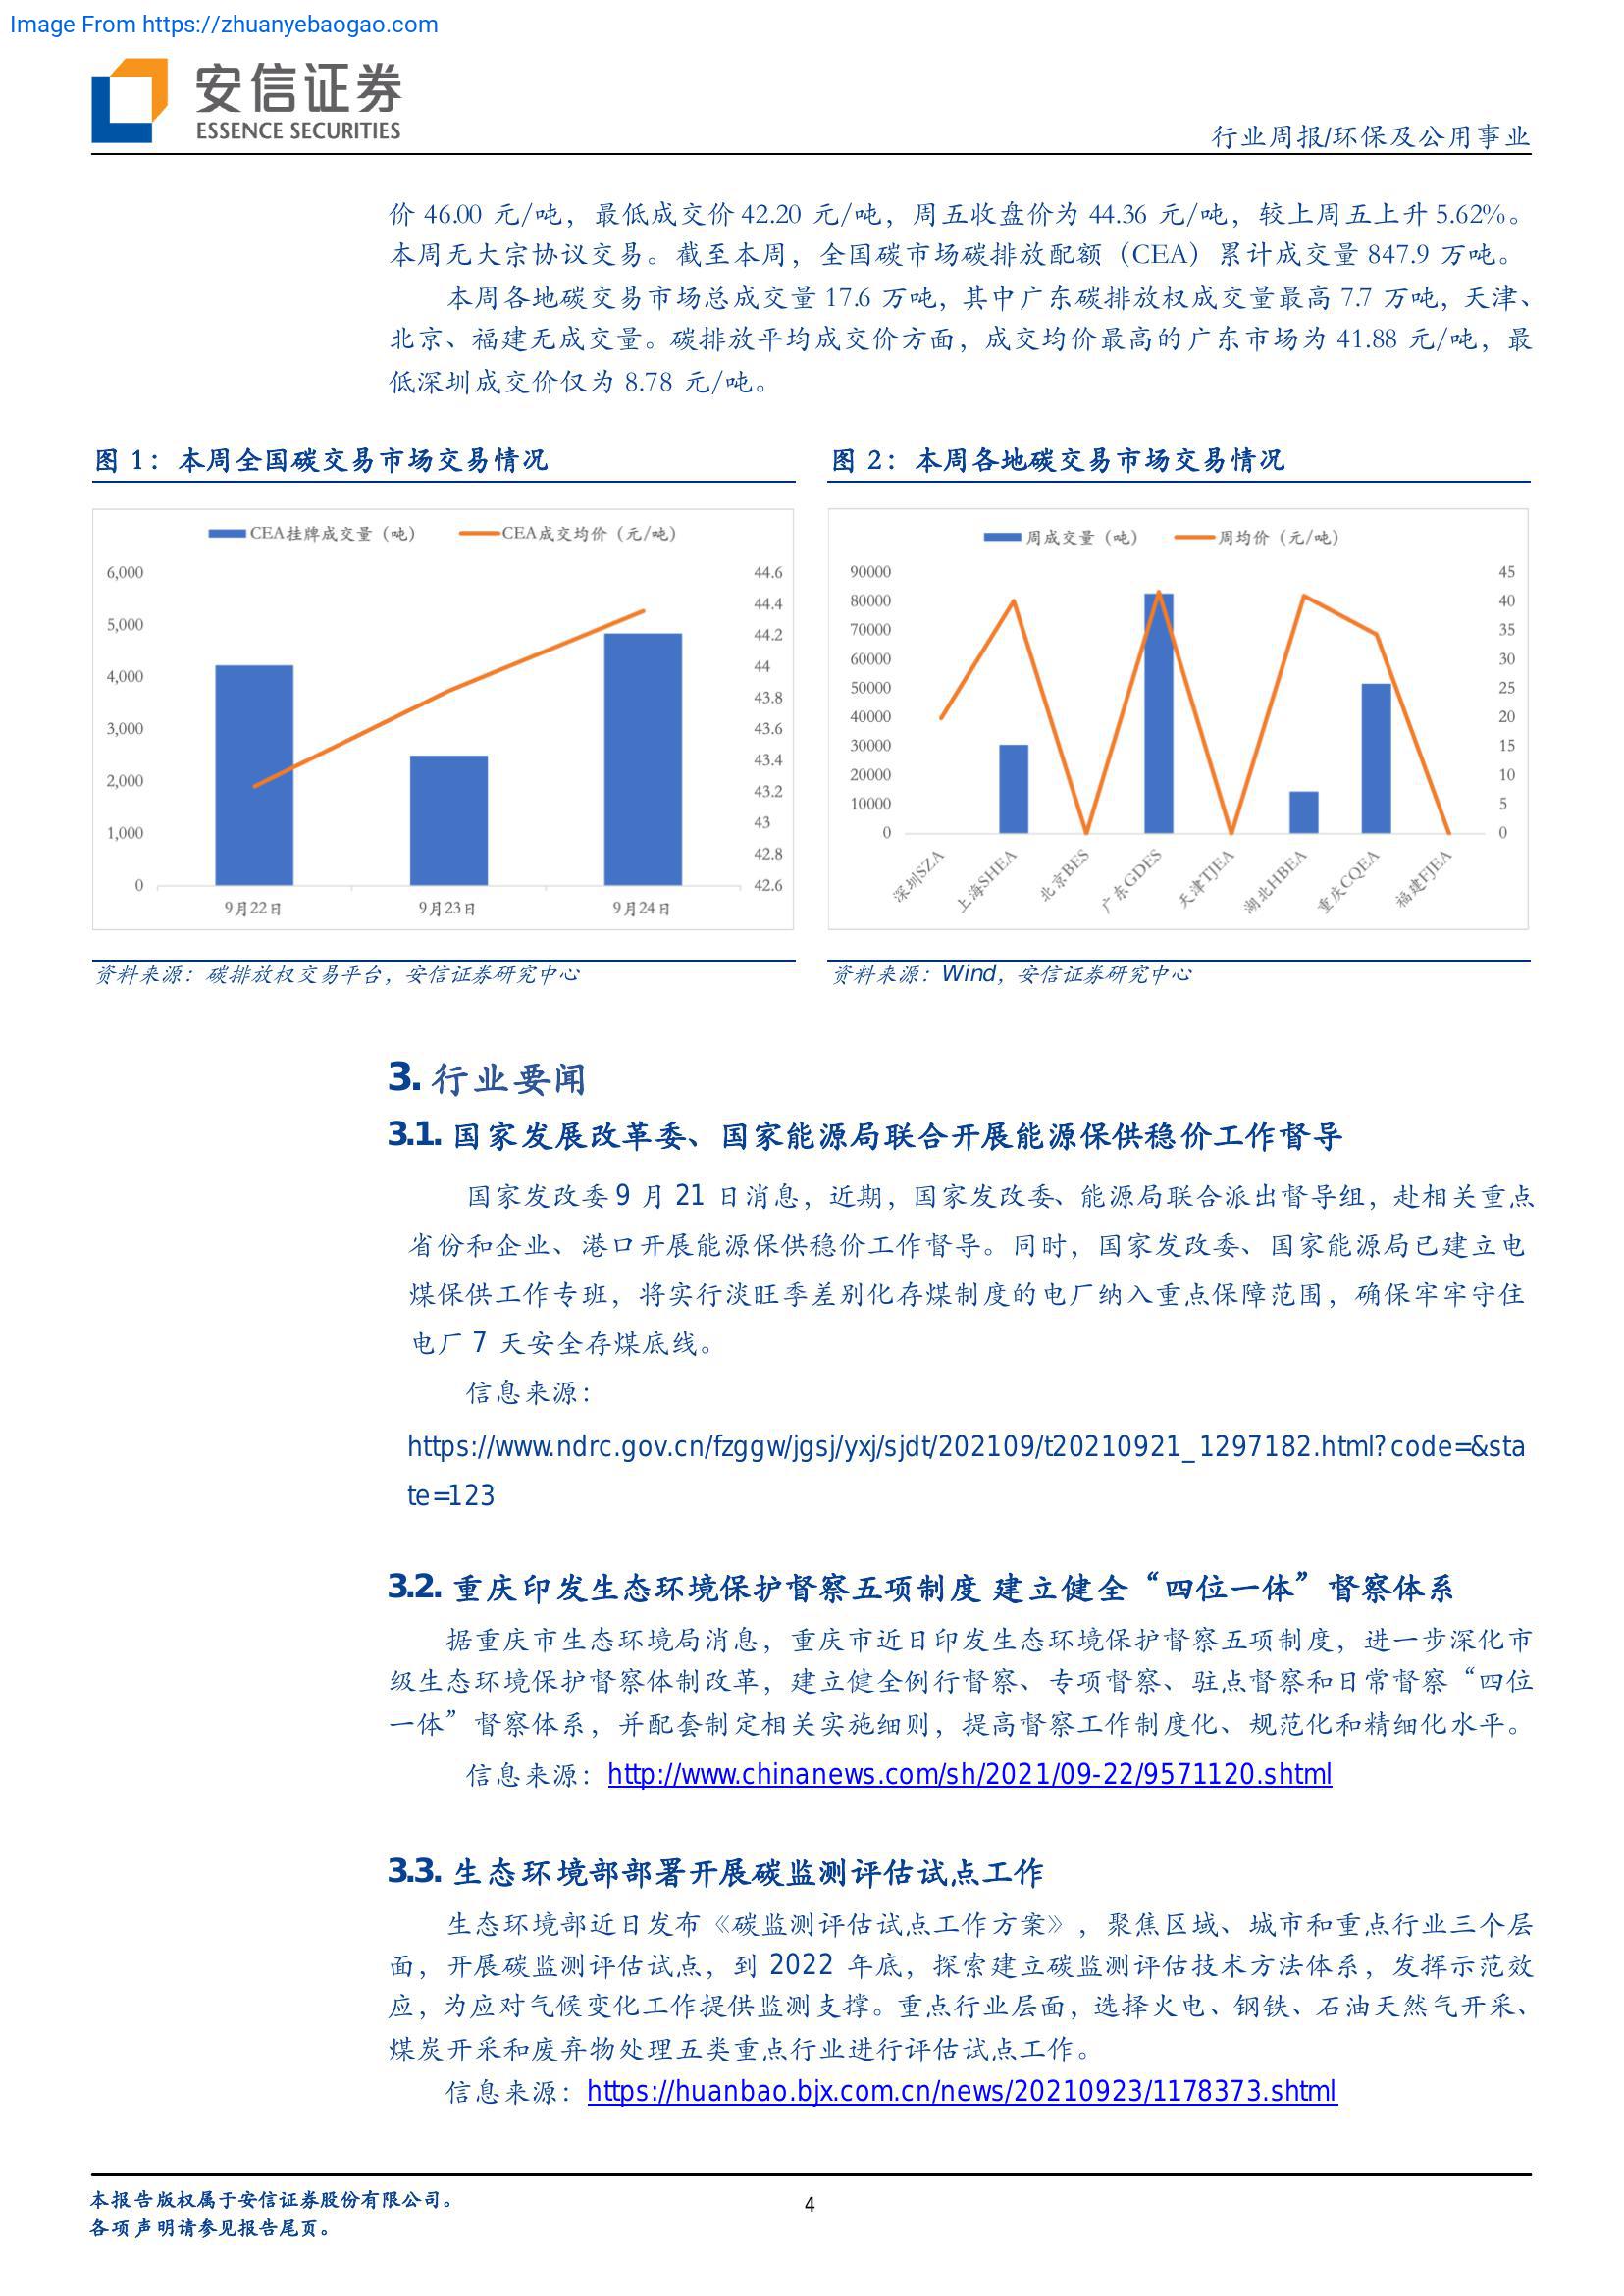 Image From https://zhuanyebaogao.com
安信证券
ESSENCE SECURITIES
行业周报/环保及公用事业
价 46.00 元/吨，最低成交价 42.20 元/吨，周五收盘价为 44.36 元/吨，较上周五上升 5.62%。
本周无大宗协议交易。截至本周，全国碳市场碳排放配额（CEA）累计成交量 847.9 万吨。
本周各地碳交易市场总成交量 17.6 万吨，其中广东碳排放权成交量最高 7.7 万吨，天津、
北京、福建无成交量。碳排放平均成交价方面，成交均价最高的广东市场为 41.88 元/吨，最
低深圳成交价仅为 8.78 元/吨。
图 1：本周全国碳交易市场交易情况
CEA挂牌成交量（吨） CEA成交均价（元/吨）
6,000
5,000
4,000
3,000
2,000
1,000
0
44.6
44.4
44.2
44
43.8
43.6
43.4
43.2
43
42.8
42.6
9月22日 9月23日 9月24日
资料来源：碳排放权交易平台，安信证券研究中心
图 2：本周各地碳交易市场交易情况
周成交量（吨） 周均价（元/吨）
90000
80000
70000
60000
50000
40000
30000
20000
10000
0
45
40
35
30
25
20
15
10
5
0
深圳SZA 上海SHEA 北京BES 广东GDES 天津TJEA 湖北HBEA 重庆CQEA 福建FJEA
资料来源：Wind，安信证券研究中心
3. 行业要闻
3.1. 国家发展改革委、国家能源局联合开展能源保供稳价工作督导
国家发改委 9 月 21 日消息，近期，国家发改委、能源局联合派出督导组，赴相关重点
省份和企业、港口开展能源保供稳价工作督导。同时，国家发改委、国家能源局已建立电
煤保供工作专班，将实行淡旺季差别化存煤制度的电厂纳入重点保障范围，确保牢牢守住
电厂 7 天安全存煤底线。
信息来源：
https://www.ndrc.gov.cn/fzggw/jgsj/yxj/sjdt/202109/t20210921_1297182.html?code=&sta
te=123
3.2. 重庆印发生态环境保护督察五项制度 建立健全“四位一体”督察体系
据重庆市生态环境局消息，重庆市近日印发生态环境保护督察五项制度，进一步深化市
级生态环境保护督察体制改革，建立健全例行督察、专项督察、驻点督察和日常督察“四位
一体”督察体系，并配套制定相关实施细则，提高督察工作制度化、规范化和精细化水平。
信息来源：http://www.chinanews.com/sh/2021/09-22/9571120.shtml
3.3. 生态环境部部署开展碳监测评估试点工作
生态环境部近日发布《碳监测评估试点工作方案》，聚焦区域、城市和重点行业三个层
面，开展碳监测评估试点，到 2022 年底，探索建立碳监测评估技术方法体系，发挥示范效
应，为应对气候变化工作提供监测支撑。重点行业层面，选择火电、钢铁、石油天然气开采、
煤炭开采和废弃物处理五类重点行业进行评估试点工作。
信息来源：https://huanbao.bjx.com.cn/news/20210923/1178373.shtml
本报告版权属于安信证券股份有限公司。
各项声明请参见报告尾页。
4